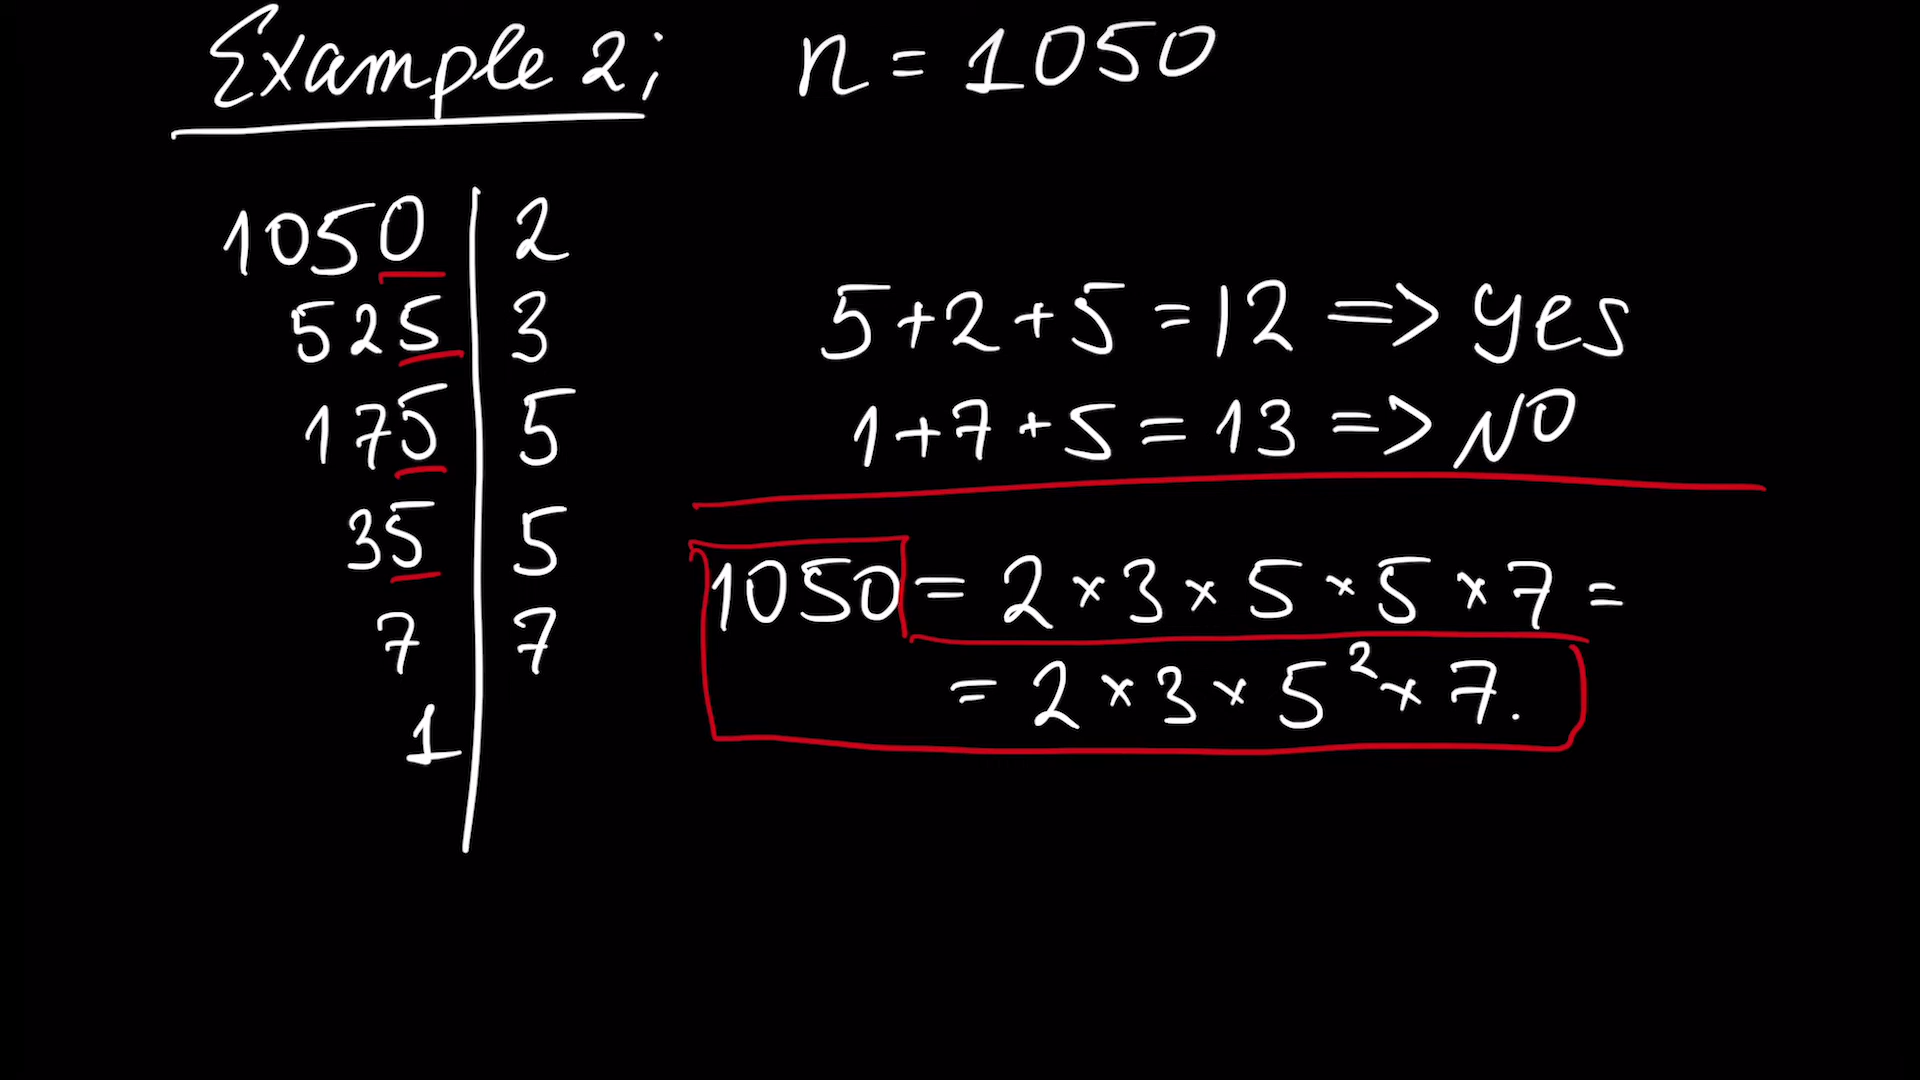 Example 2; n = 1050
1050 | 2
525 | 3
175 | 5
35 | 5
7 | 7
1 |
5+2+5=12 => yes
1+7+5=13 => NO
1050 = 2×3×5×5×7 =
= 2×3×5²×7.